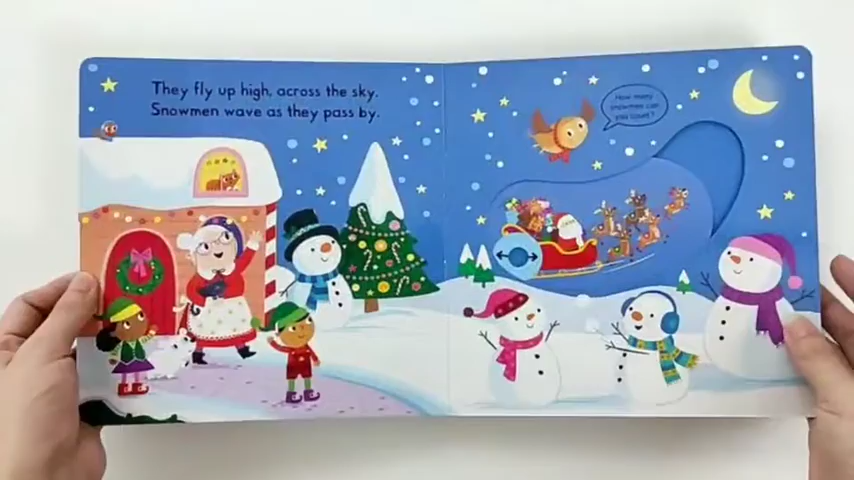 They fly up high, across the sky.
Snowmen wave as they pass by.
How many
snowmen can
you count?